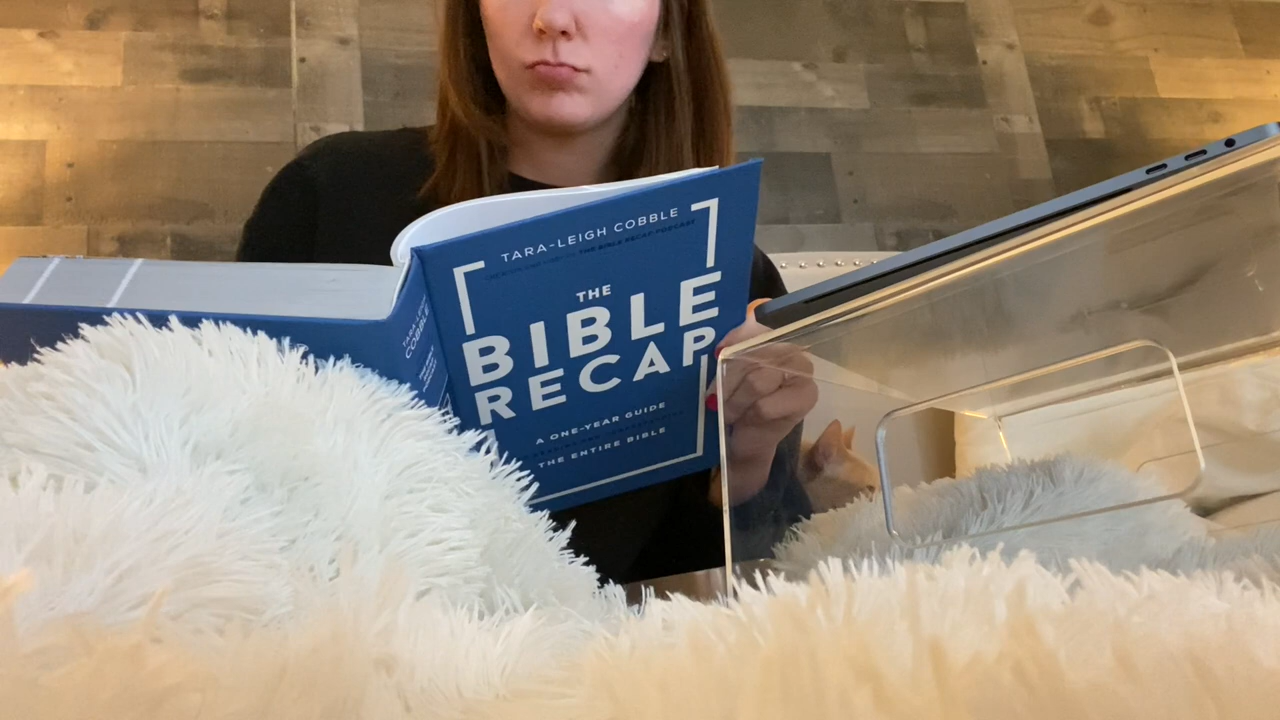 TARA-LEIGH COBBLE
THE BIBLE RECAP PODCAST
THE
BIBLE
RECAP
A ONE-YEAR GUIDE
THE ENTIRE BIBLE
TARA-LEIGH
COBBLE